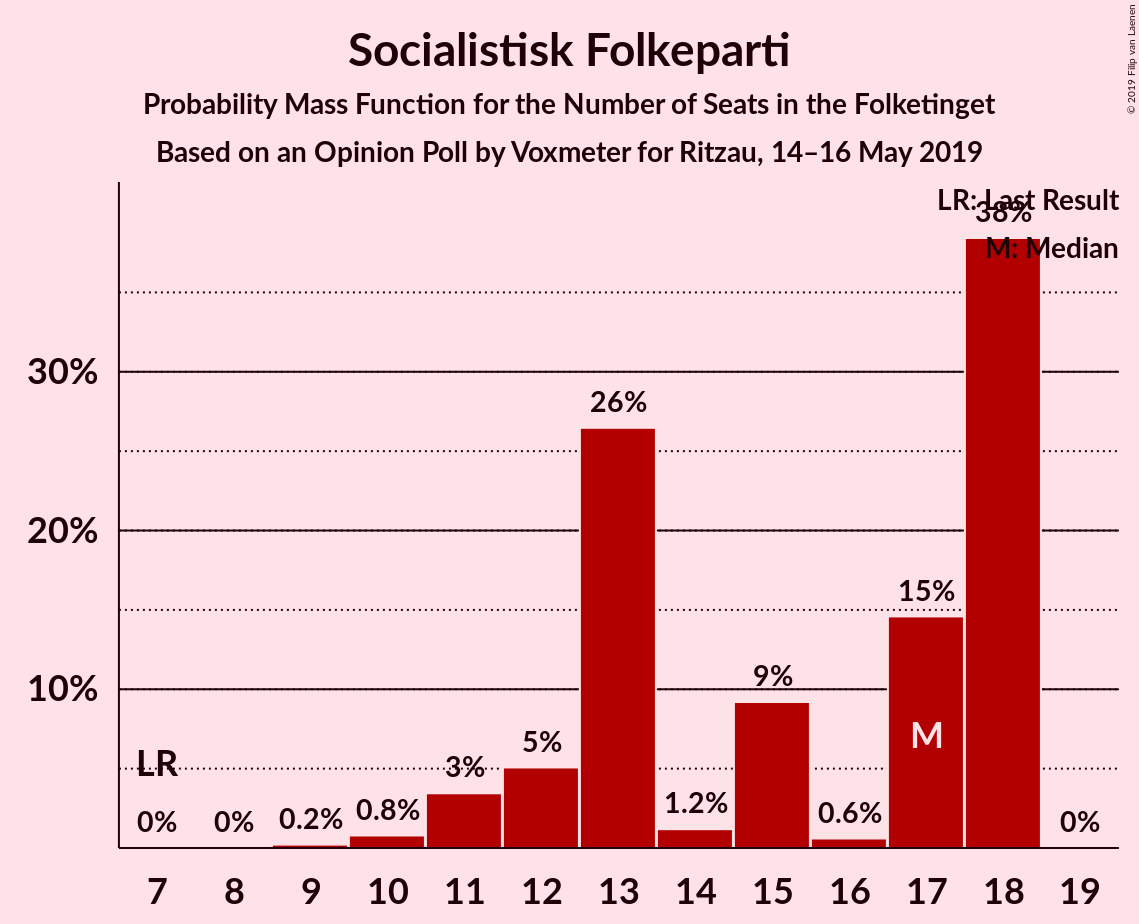 Socialistisk Folkeparti
Probability Mass Function for the Number of Seats in the Folketinget
Based on an Opinion Poll by Voxmeter for Ritzau, 14–16 May 2019
© 2019 Filip van Laenen
LR: Last Result
M: Median
38%
30%
26%
20%
15%
10%
9%
M
LR
5%
3%
0%
0%
0.2%
0.8%
1.2%
0.6%
0%
7 8 9 10 11 12 13 14 15 16 17 18 19